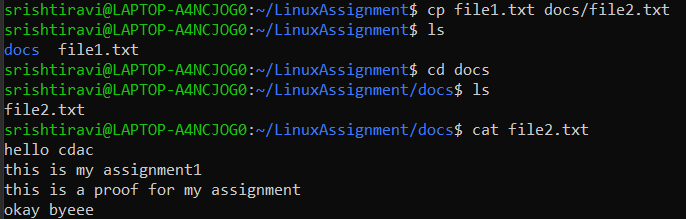 srishtiravi@LAPTOP-A4NCJOG0:~/LinuxAssignment$ cp file1.txt docs/file2.txt
srishtiravi@LAPTOP-A4NCJOG0:~/LinuxAssignment$ ls
docs  file1.txt
srishtiravi@LAPTOP-A4NCJOG0:~/LinuxAssignment$ cd docs
srishtiravi@LAPTOP-A4NCJOG0:~/LinuxAssignment/docs$ ls
file2.txt
srishtiravi@LAPTOP-A4NCJOG0:~/LinuxAssignment/docs$ cat file2.txt
hello cdac
this is my assignment1
this is a proof for my assignment
okay byeee